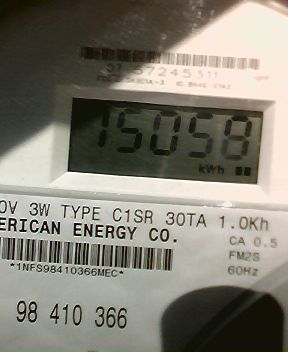 15058
kWh
0V 3W TYPE C1SR 30TA 1.0Kh
ERICAN ENERGY CO.
CA 0.5
FM2S
60Hz
*1NFS98410366MEC*
98 410 366